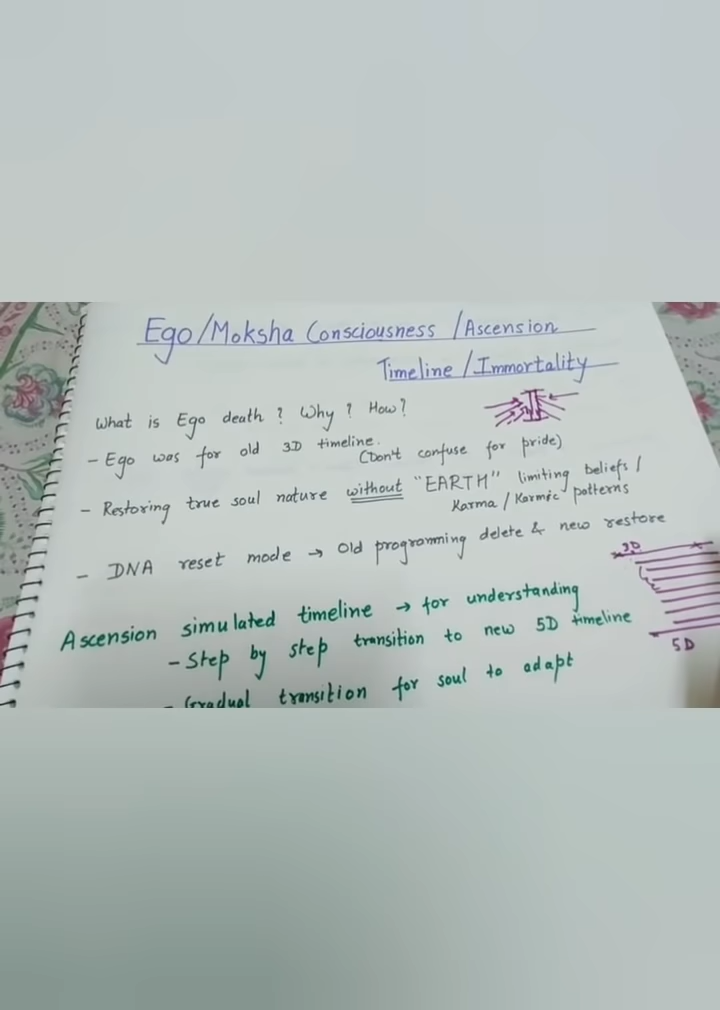 Ego/Moksha Consciousness /Ascension
Timeline/Immortality
What is Ego death? Why? How?
- Ego was for old 3D timeline.
(Don't confuse for pride)
- Restoring true soul nature without "EARTH" limiting beliefs/
Karma/Karmic patterns
- DNA reset mode → Old programming delete & new restore
3D
Ascension simulated timeline → for understanding
- Step by step transition to new 5D timeline
5D
- Gradual transition for soul to adapt